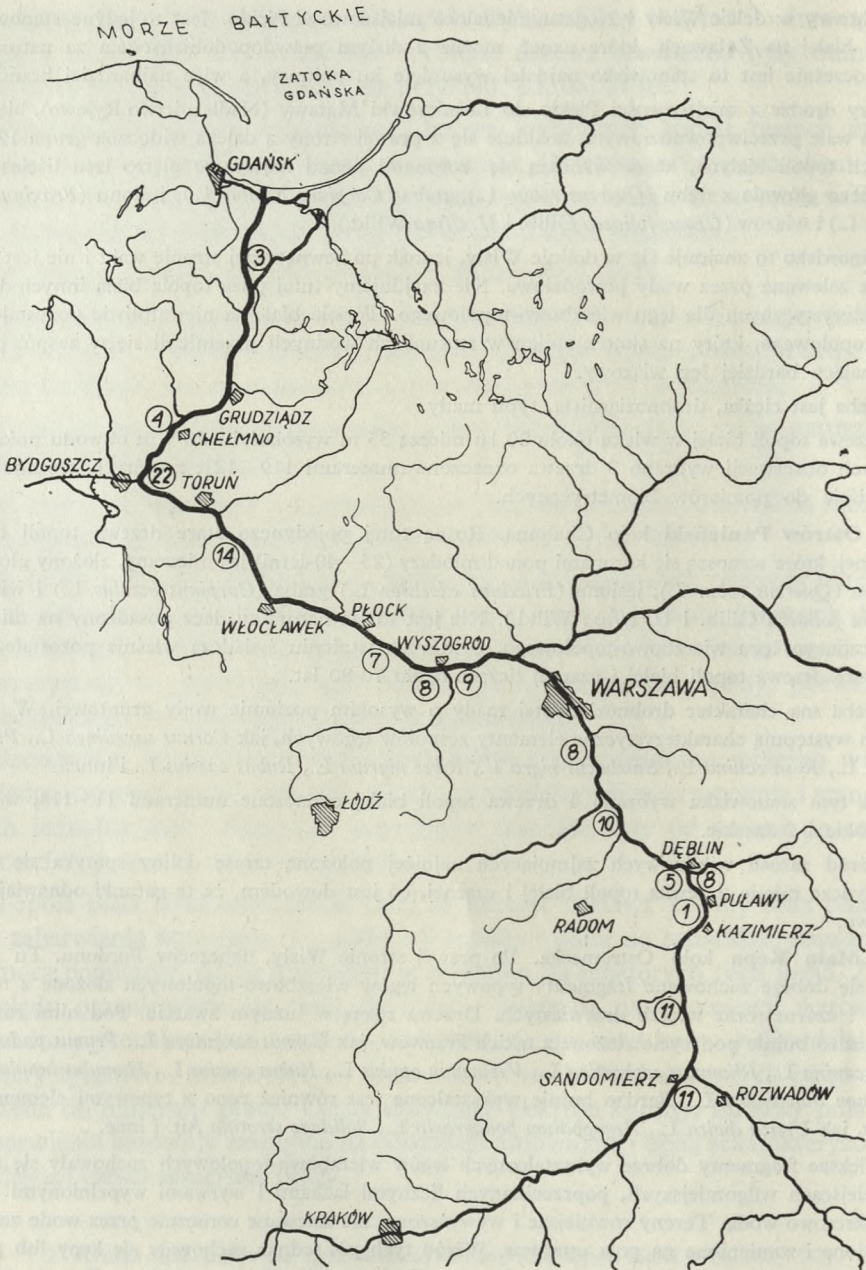 MORZE BAŁTYCKIE
ZATOKA
GDAŃSKA
GDAŃSK
3
4
GRUDZIĄDZ
CHEŁMNO
BYDGOSZCZ
22
TORUŃ
14
WŁOCŁAWEK
PŁOCK
7
WYSZOGRÓD
8
9
WARSZAWA
8
ŁÓDŹ
10
DĘBLIN
5
8
1
PUŁAWY
RADOM
KAZIMIERZ
11
SANDOMIERZ
11
ROZWADÓW
KRAKÓW